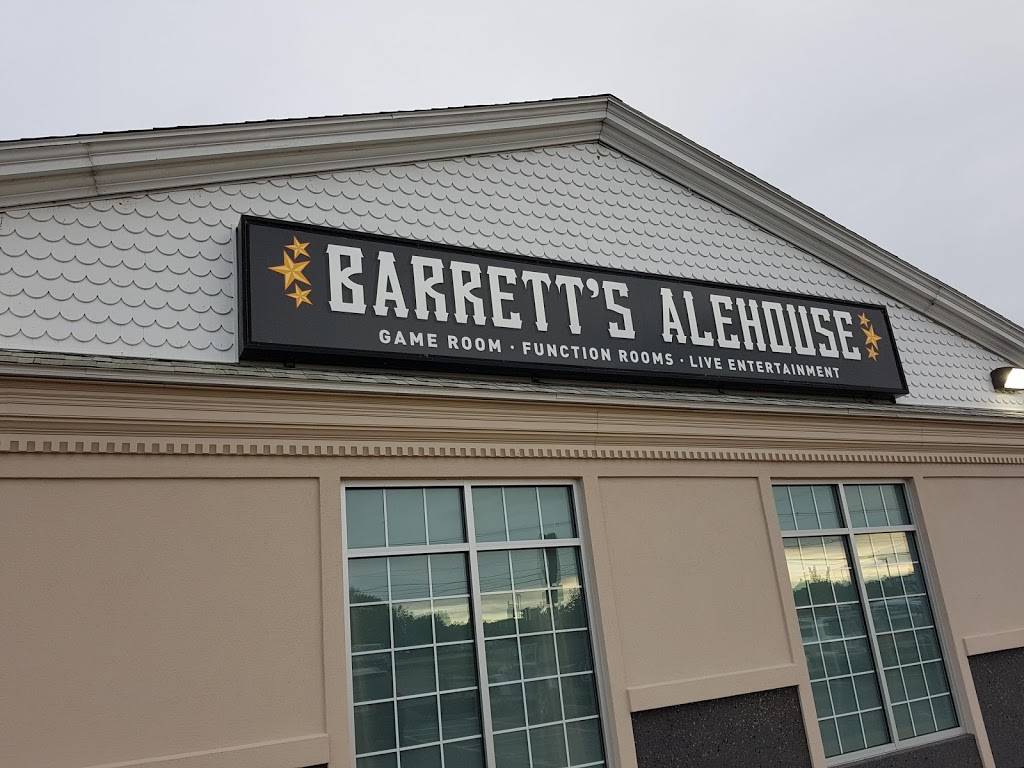 BARRETT'S ALEHOUSE
GAME ROOM · FUNCTION ROOMS · LIVE ENTERTAINMENT